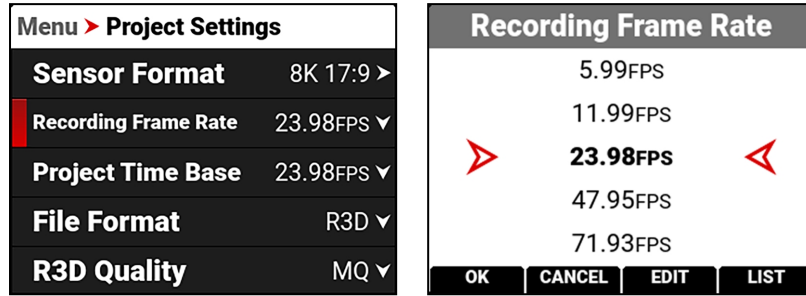 Menu > Project Settings
Sensor Format 8K 17:9 >
Recording Frame Rate 23.98FPS
Project Time Base 23.98FPS
File Format R3D
R3D Quality MQ
Recording Frame Rate
5.99FPS
11.99FPS
23.98FPS
47.95FPS
71.93FPS
OK CANCEL EDIT LIST